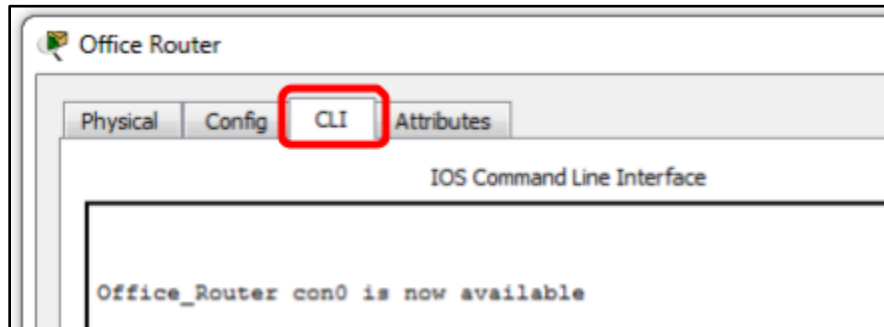 Office Router
Physical Config CLI Attributes
IOS Command Line Interface
Office_Router con0 is now available